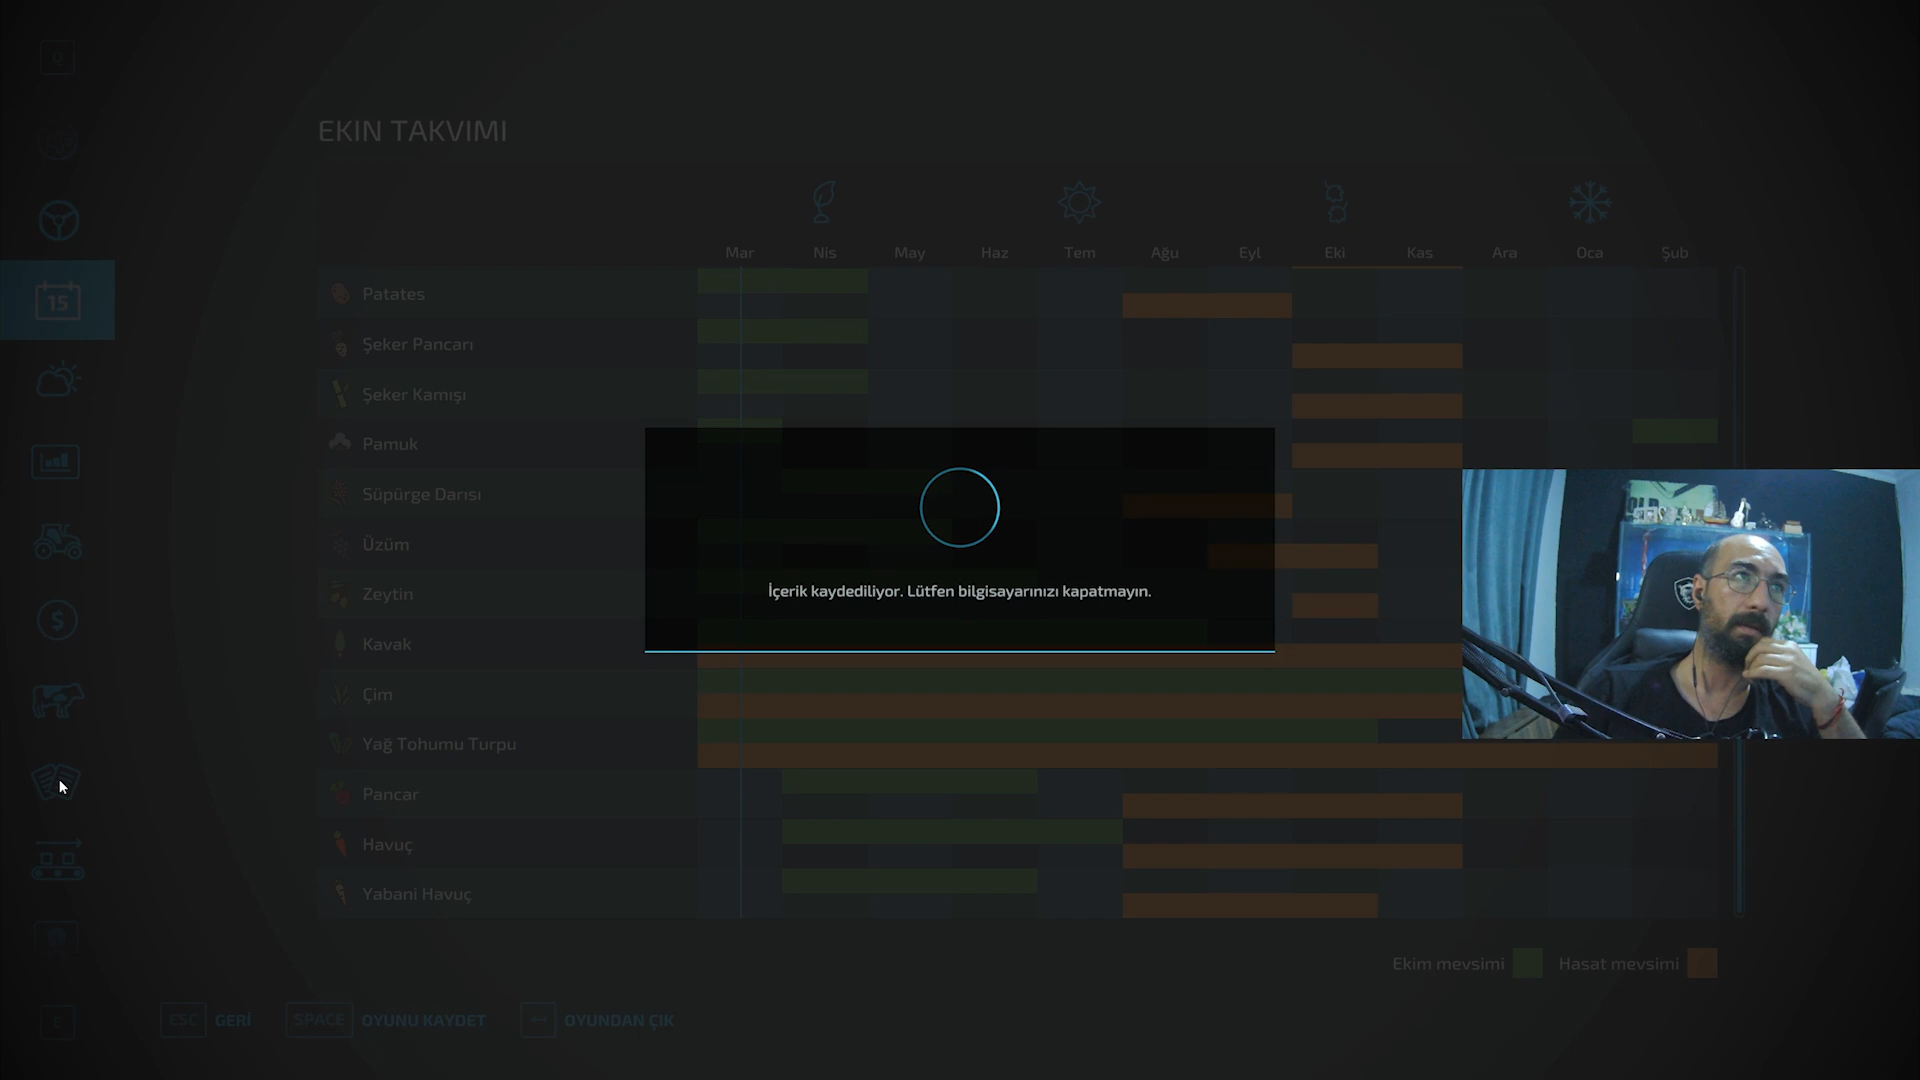 Q
EKIN TAKVIMI
Mar Nis May Haz Tem Ağu Eyl Eki Kas Ara Oca Şub
15
Patates
Şeker Pancarı
Şeker Kamışı
Pamuk
Süpürge Darısı
Üzüm
Zeytin
Kavak
Çim
Yağ Tohumu Turpu
Pancar
Havuç
Yabani Havuç
İçerik kaydediliyor. Lütfen bilgisayarınızı kapatmayın.
$
Ekim mevsimi Hasat mevsimi
E
ESC GERİ SPACE OYUNU KAYDET OYUNDAN ÇIK